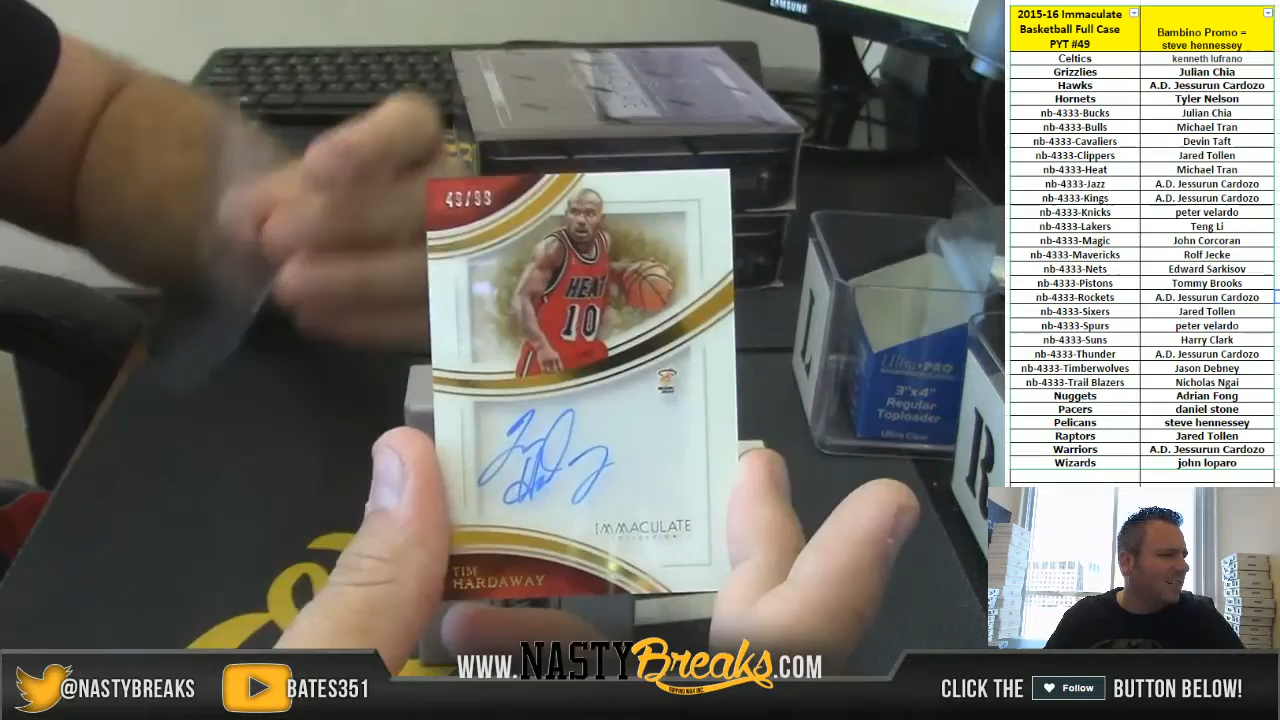 SAMSUNG
49/99
HEAT
10
IMMACULATE
COLLECTION
TIM
HARDAWAY
ULTRA-PRO
3"x4"
Regular
Toploader
Ultra Clear
L
R
2015-16 Immaculate Basketball Full Case PYT #49
Bambino Promo = steve hennessey
Celtics kenneth lufrano
Grizzlies Julian Chia
Hawks A.D. Jessurun Cardozo
Hornets Tyler Nelson
nb-4333-Bucks Julian Chia
nb-4333-Bulls Michael Tran
nb-4333-Cavaliers Devin Taft
nb-4333-Clippers Jared Tollen
nb-4333-Heat Michael Tran
nb-4333-Jazz A.D. Jessurun Cardozo
nb-4333-Kings A.D. Jessurun Cardozo
nb-4333-Knicks peter velardo
nb-4333-Lakers Teng Li
nb-4333-Magic John Corcoran
nb-4333-Mavericks Rolf Jecke
nb-4333-Nets Edward Sarkisov
nb-4333-Pistons Tommy Brooks
nb-4333-Rockets A.D. Jessurun Cardozo
nb-4333-Sixers Jared Tollen
nb-4333-Spurs peter velardo
nb-4333-Suns Harry Clark
nb-4333-Thunder A.D. Jessurun Cardozo
nb-4333-Timberwolves Jason Debney
nb-4333-Trail Blazers Nicholas Ngai
Nuggets Adrian Fong
Pacers daniel stone
Pelicans steve hennessey
Raptors Jared Tollen
Warriors A.D. Jessurun Cardozo
Wizards john loparo
@NASTYBREAKS
BATES351
WWW.NASTYBreaks.COM
RIPPING WAX INC
CLICK THE Follow BUTTON BELOW!